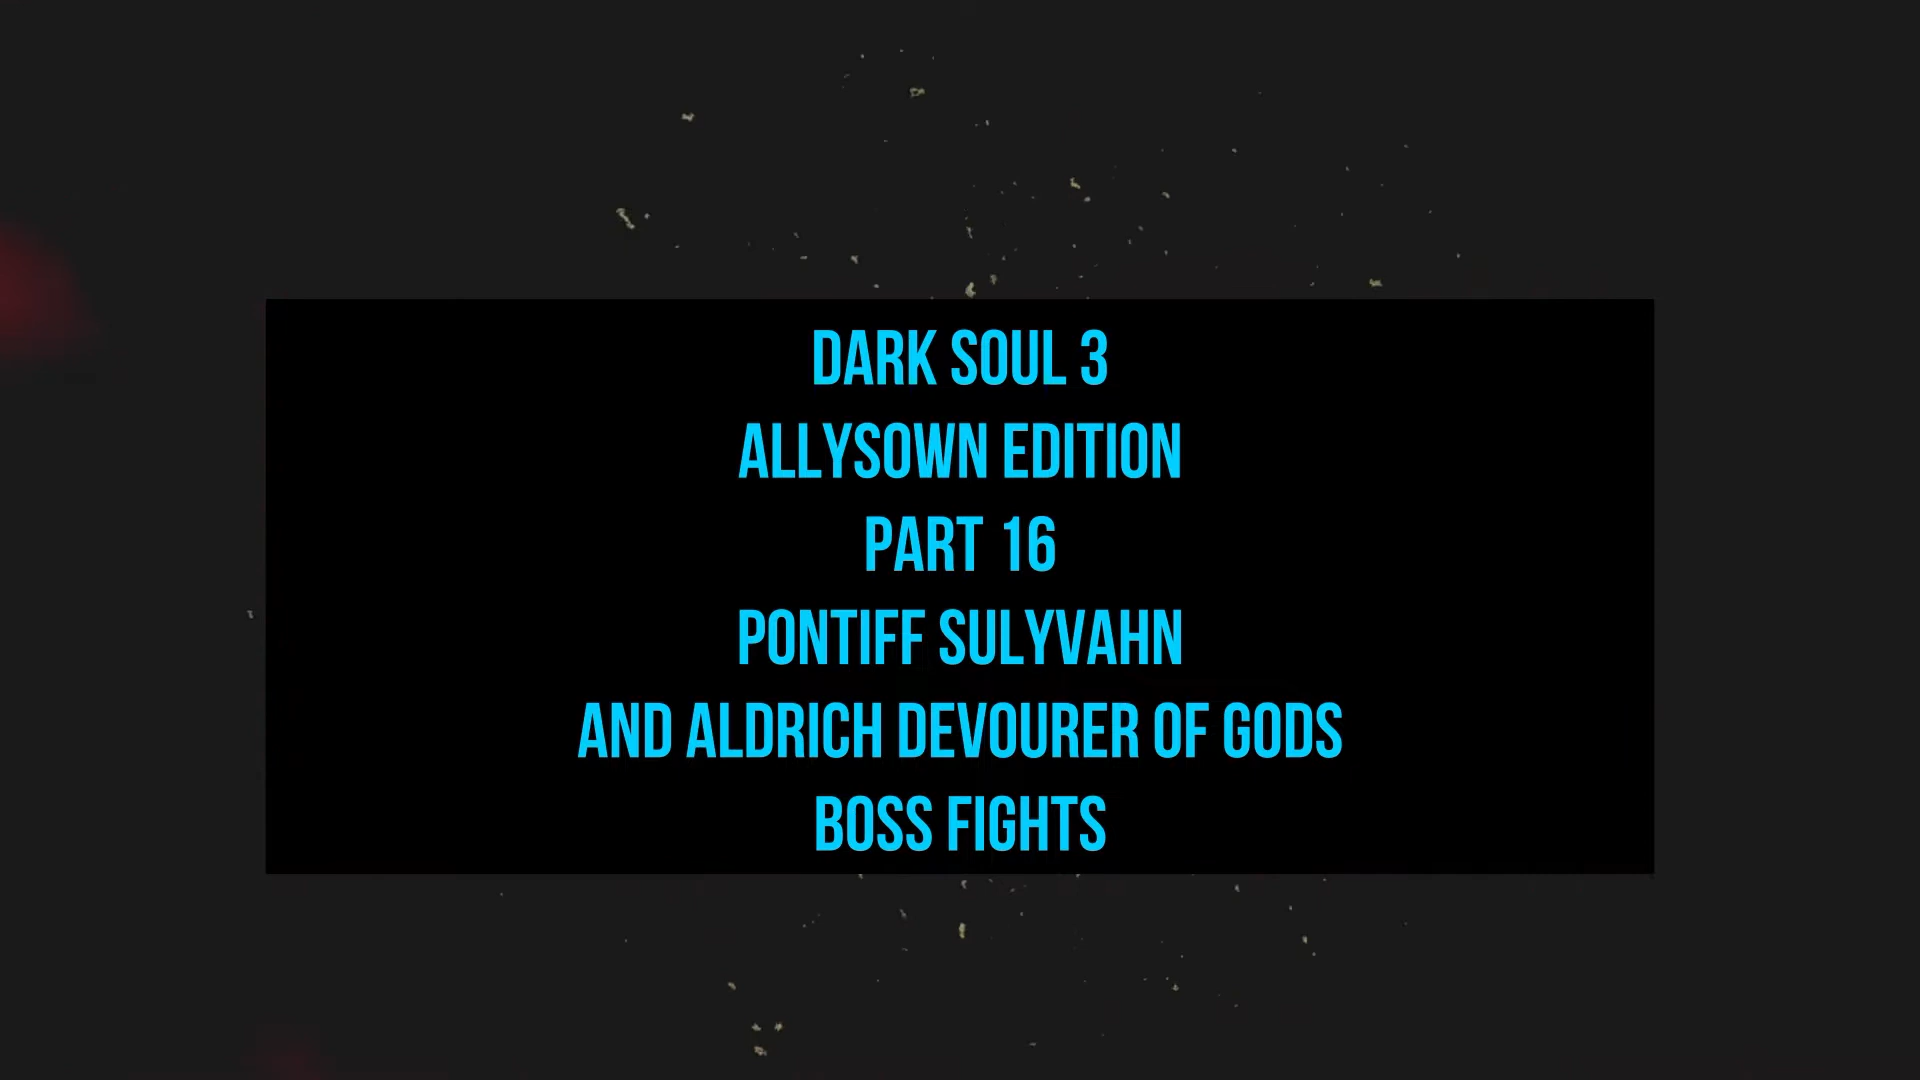 DARK SOUL 3
ALLYSOWN EDITION
PART 16
PONTIFF SULYVAHN
AND ALDRICH DEVOURER OF GODS
BOSS FIGHTS